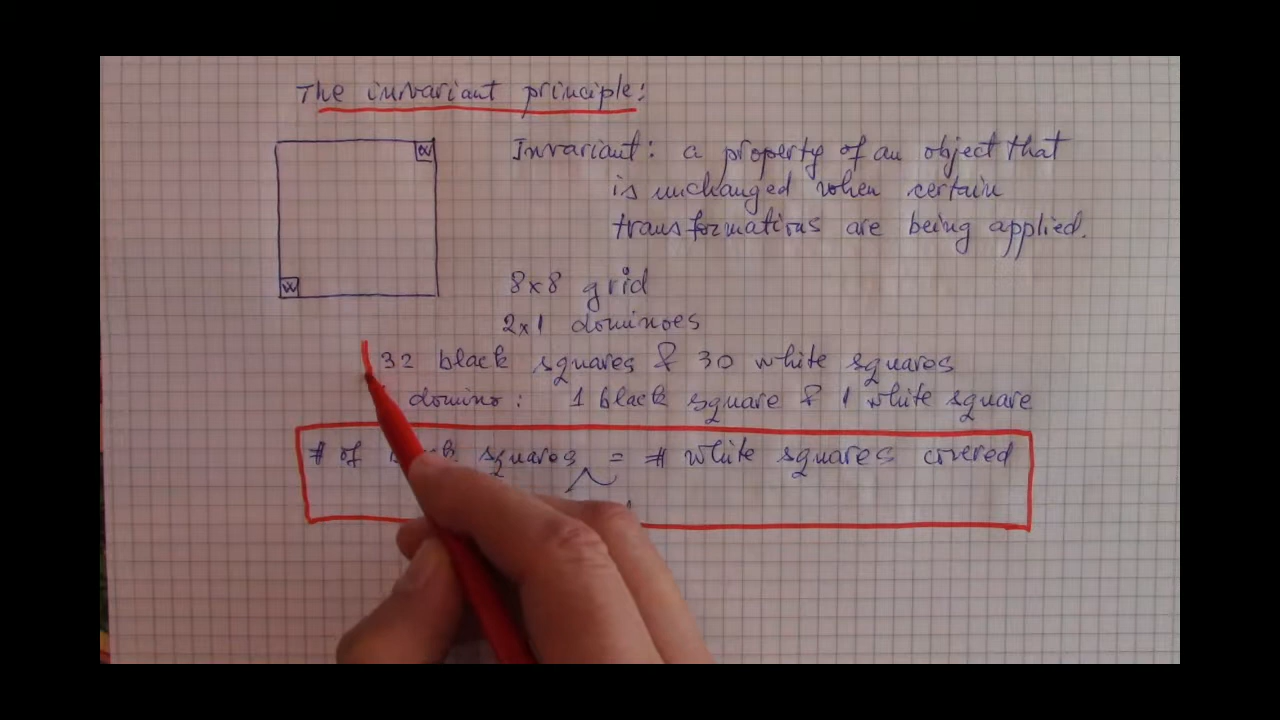 The invariant principle:
W
Invariant: a property of an object that
is unchanged when certain
transformations are being applied.
W
8x8 grid
2x1 dominoes
32 black squares & 30 white squares
domino: 1 black square & 1 white square
# of squares = # white squares covered